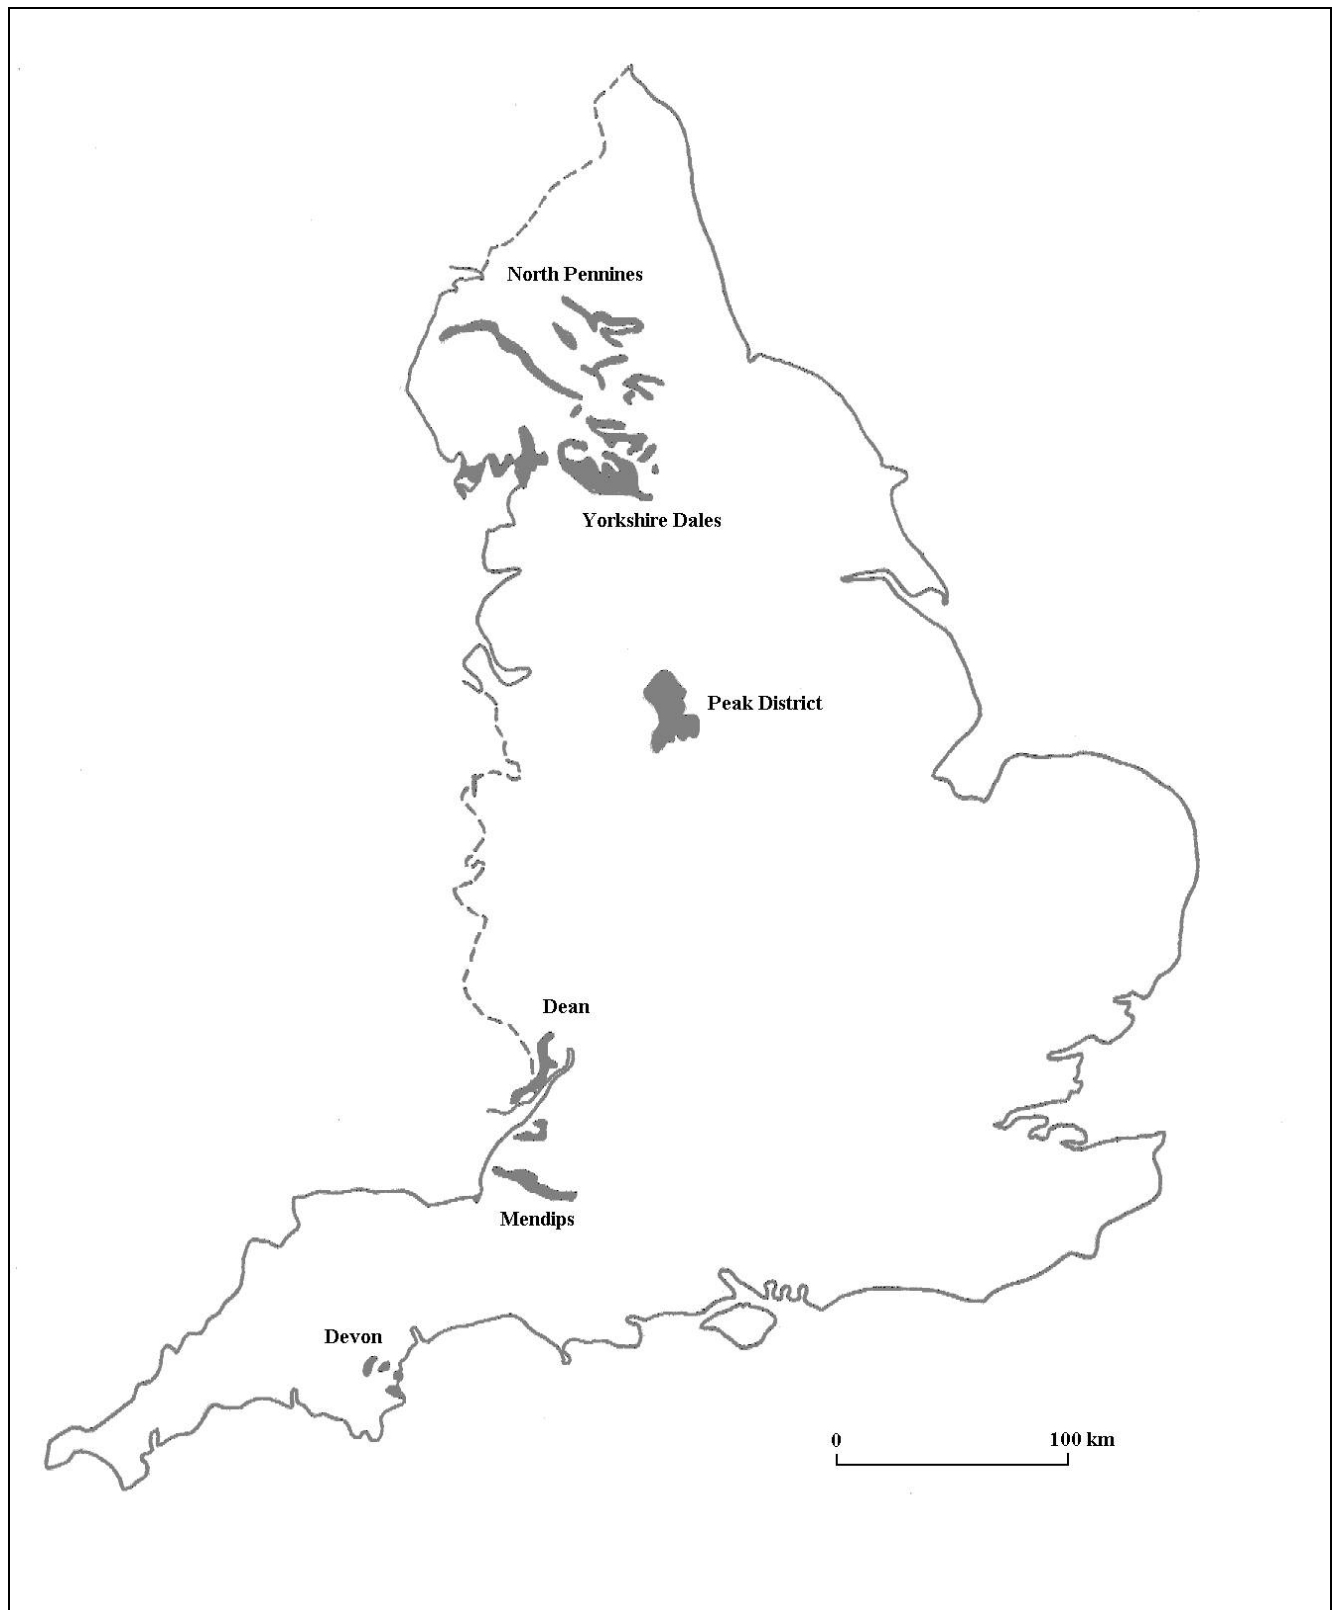 North Pennines
Yorkshire Dales
Peak District
Dean
Mendips
Devon
0 100 km